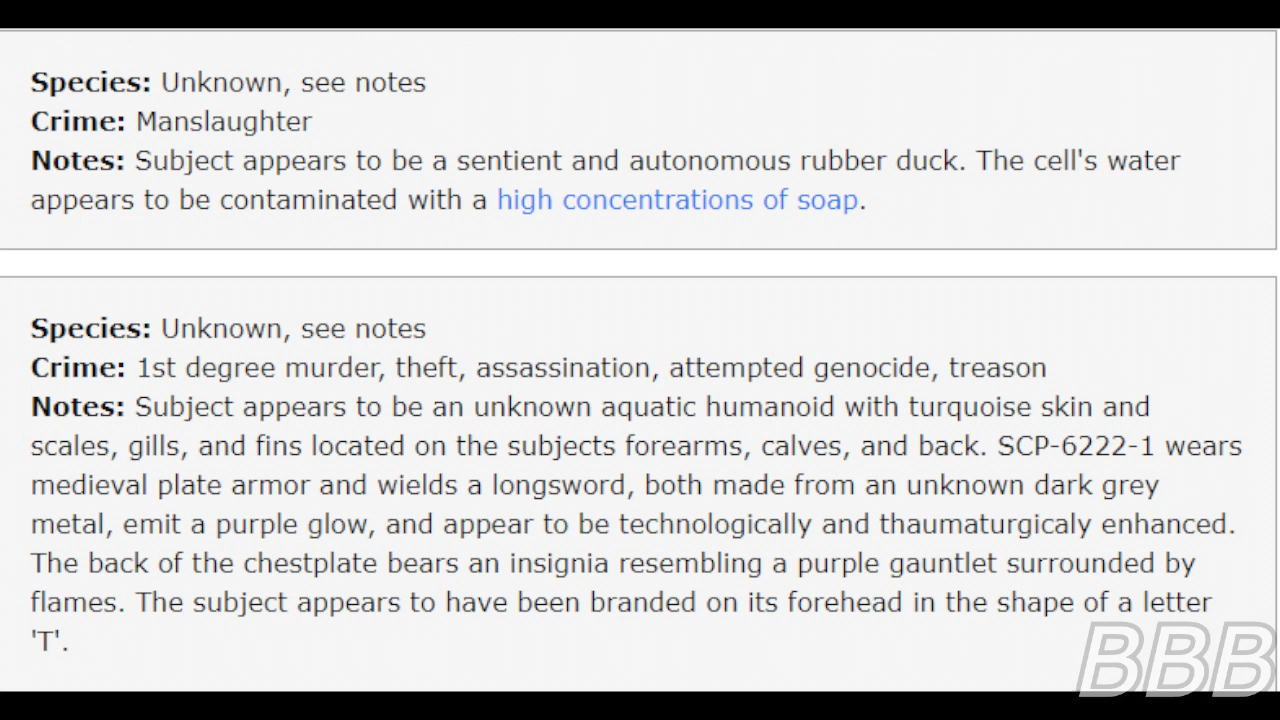 Species: Unknown, see notes
Crime: Manslaughter
Notes: Subject appears to be a sentient and autonomous rubber duck. The cell's water
appears to be contaminated with a high concentrations of soap.
Species: Unknown, see notes
Crime: 1st degree murder, theft, assassination, attempted genocide, treason
Notes: Subject appears to be an unknown aquatic humanoid with turquoise skin and
scales, gills, and fins located on the subjects forearms, calves, and back. SCP-6222-1 wears
medieval plate armor and wields a longsword, both made from an unknown dark grey
metal, emit a purple glow, and appear to be technologically and thaumaturgicaly enhanced.
The back of the chestplate bears an insignia resembling a purple gauntlet surrounded by
flames. The subject appears to have been branded on its forehead in the shape of a letter
'T'.
BBB